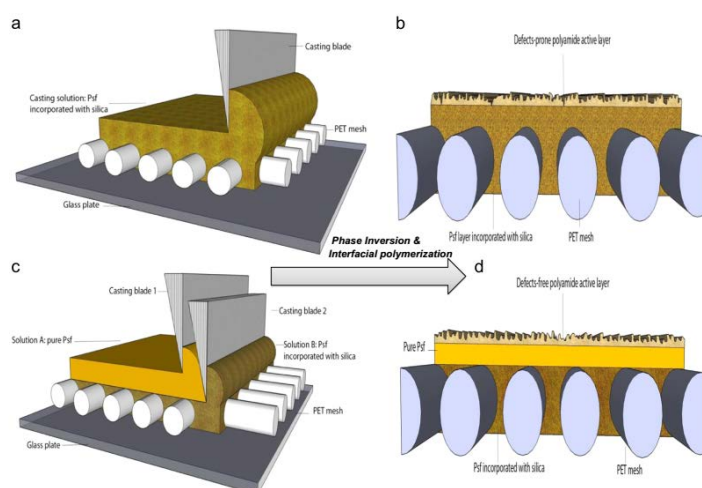 a
Casting blade
Casting solution: Psf
incorporated with silica
PET mesh
Glass plate
b
Defects-prone polyamide active layer
Psf layer incorporated with silica
PET mesh
Phase Inversion &
Interfacial polymerization
c
Casting blade 1
Casting blade 2
Solution A: pure Psf
Solution B: Psf
incorporated with silica
PET mesh
Glass plate
d
Defects-free polyamide active layer
Pure Psf
Psf incorporated with silica
PET mesh